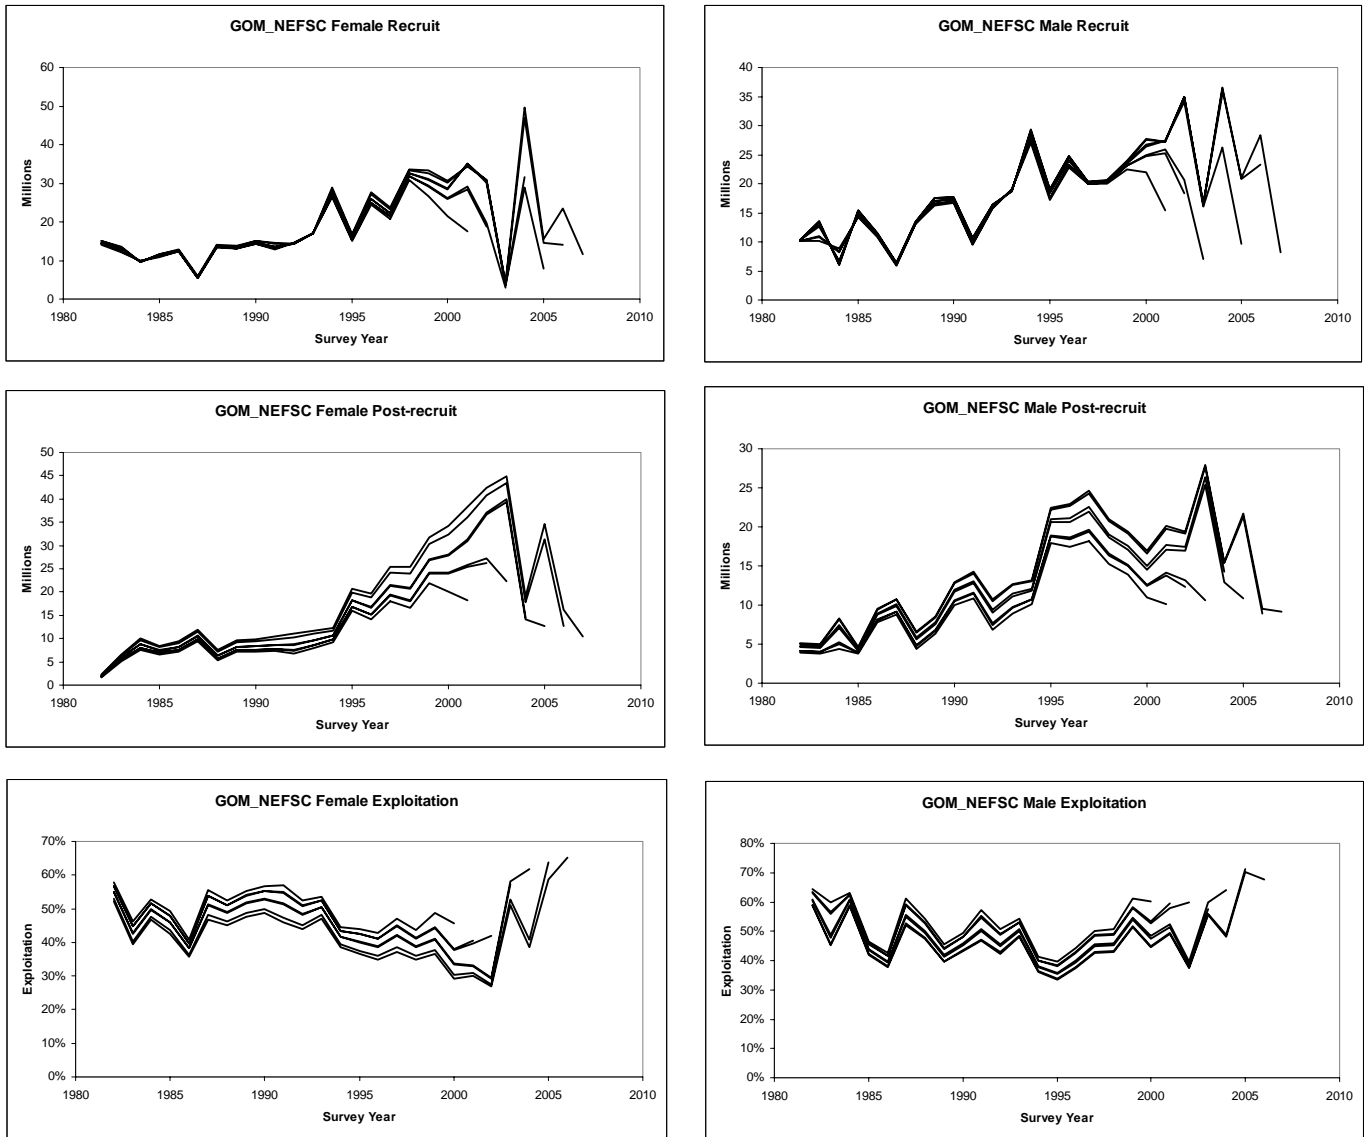 GOM_NEFSC Female Recruit
60
50
40
30
20
10
0
Millions
1980 1985 1990 1995 2000 2005 2010
Survey Year
GOM_NEFSC Male Recruit
40
35
30
25
20
15
10
5
0
Millions
1980 1985 1990 1995 2000 2005 2010
Survey Year
GOM_NEFSC Female Post-recruit
50
45
40
35
30
25
20
15
10
5
0
Millions
1980 1985 1990 1995 2000 2005 2010
Survey Year
GOM_NEFSC Male Post-recruit
30
25
20
15
10
5
0
Millions
1980 1985 1990 1995 2000 2005 2010
Survey Year
GOM_NEFSC Female Exploitation
70%
60%
50%
40%
30%
20%
10%
0%
Exploitation
1980 1985 1990 1995 2000 2005 2010
Survey Year
GOM_NEFSC Male Exploitation
80%
70%
60%
50%
40%
30%
20%
10%
0%
Exploitation
1980 1985 1990 1995 2000 2005 2010
Survey Year